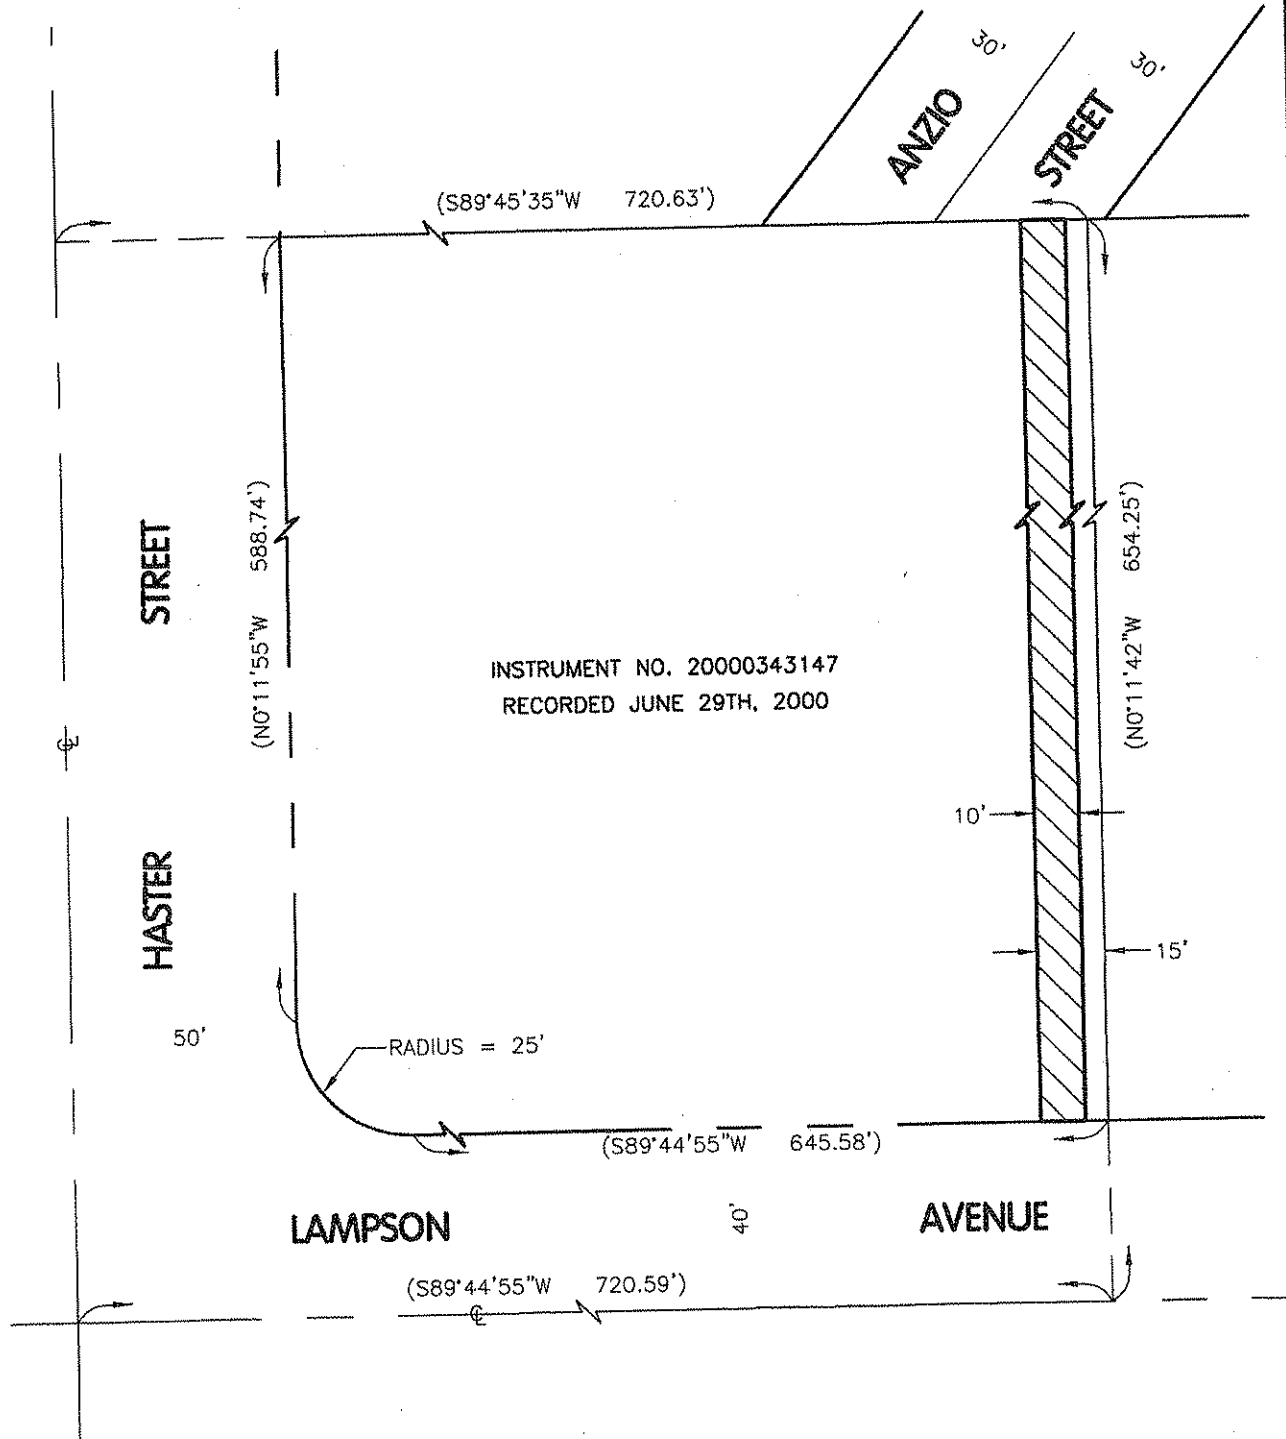 30'
30'
ANZIO
STREET
(S89°45'35"W 720.63')
STREET
(N0°11'55"W 588.74')
(N0°11'42"W 654.25')
INSTRUMENT NO. 20000343147
RECORDED JUNE 29TH, 2000
℄
10'
HASTER
15'
50'
RADIUS = 25'
(S89°44'55"W 645.58')
LAMPSON
40'
AVENUE
(S89°44'55"W 720.59')
℄